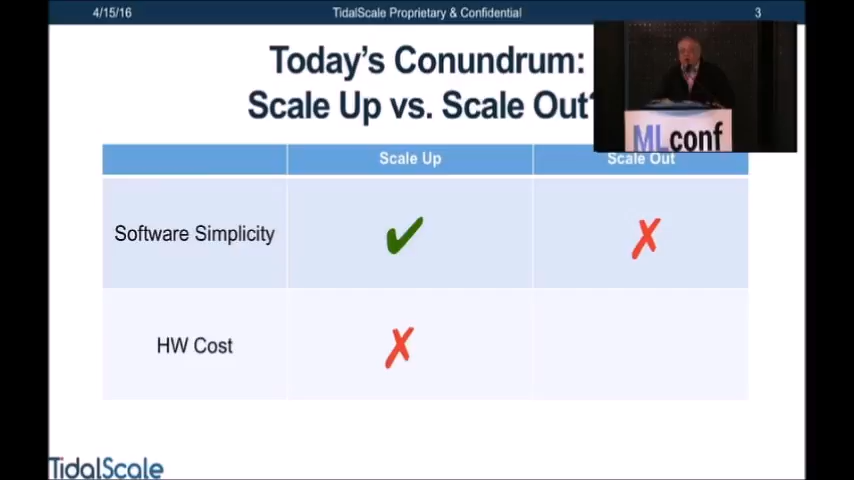 4/15/16
TidalScale Proprietary & Confidential
3
Today's Conundrum:
Scale Up vs. Scale Out?
MLconf
Scale Up
Scale Out
Software Simplicity
✔
✗
HW Cost
✗
TidalScale